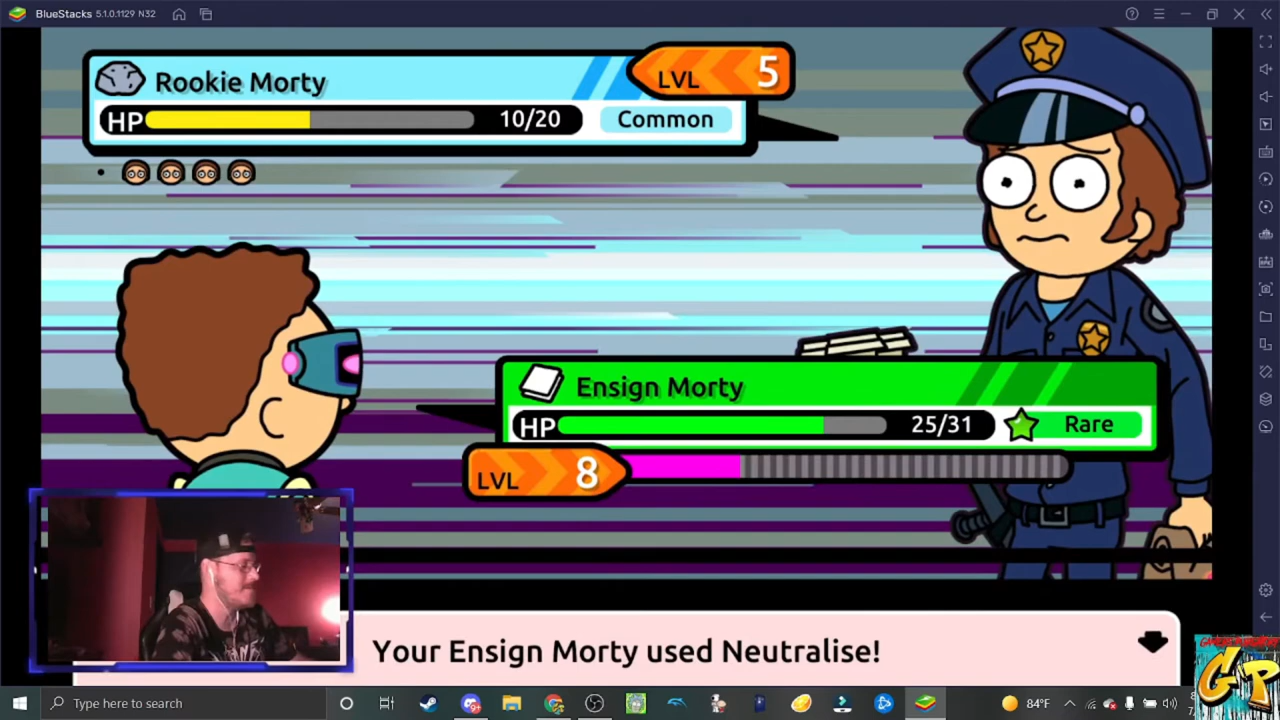 BlueStacks 5.1.0.1129 N32
Rookie Morty
LVL 5
HP 10/20 Common
Ensign Morty
HP 25/31 Rare
LVL 8
Your Ensign Morty used Neutralise!
GP
Type here to search
84°F